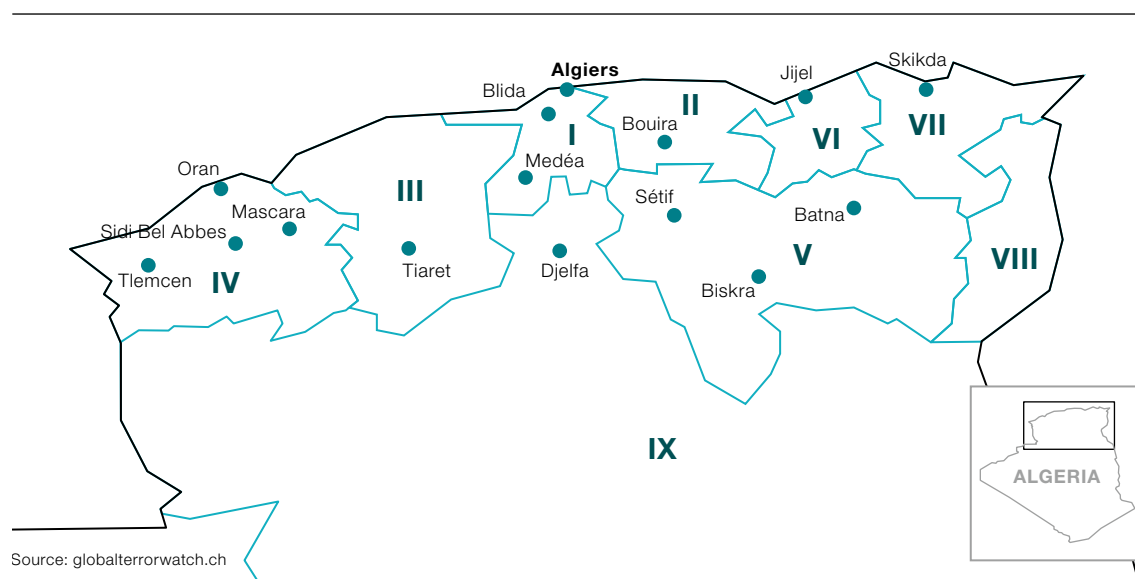 Skikda
Jijel
Algiers
Blida
II
Bouira
I
VI
VII
Medéa
Oran
III
Mascara
Sétif
Batna
Sidi Bel Abbes
Tlemcen
IV
Tiaret
Djelfa
V
Biskra
VIII
IX
ALGERIA
Source: globalterrorwatch.ch